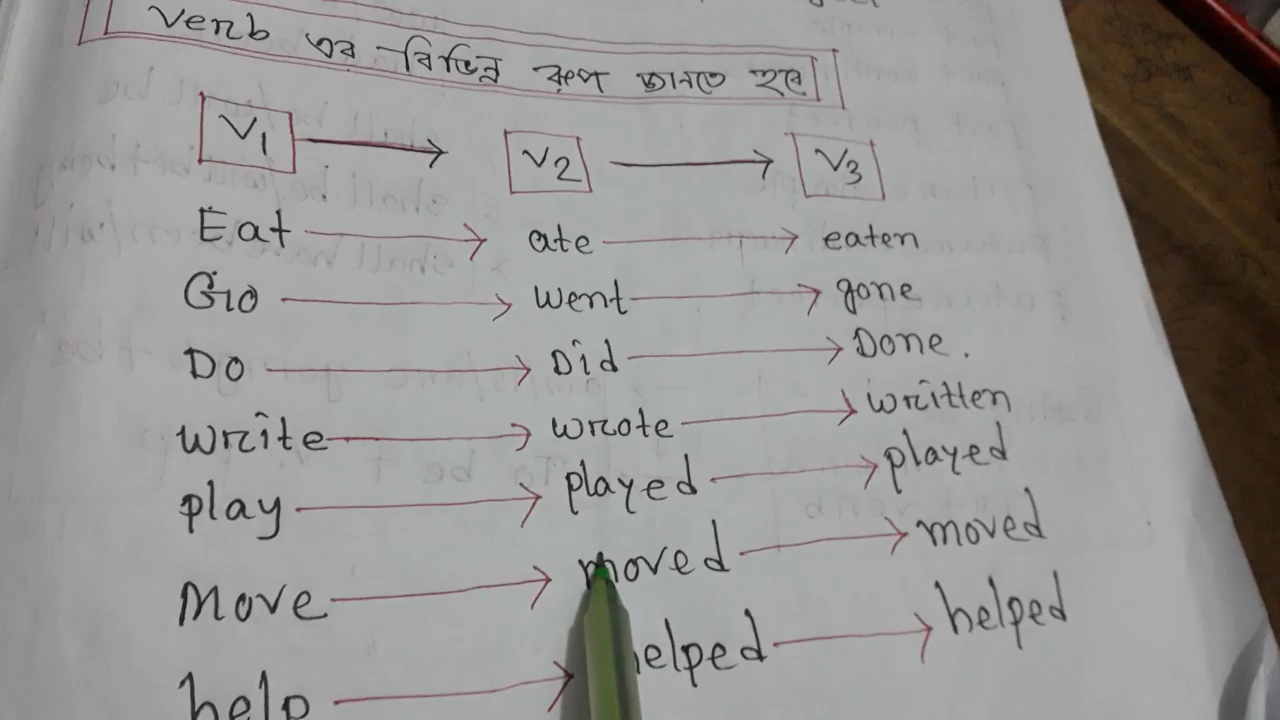 verb এর বিভিন্ন রূপ জানতে হবে
V1 → V2 → V3
Eat → ate → eaten
Go → went → gone
Do → Did → Done.
write → wrote → written
play → played → played
Move → moved → moved
help → helped → helped